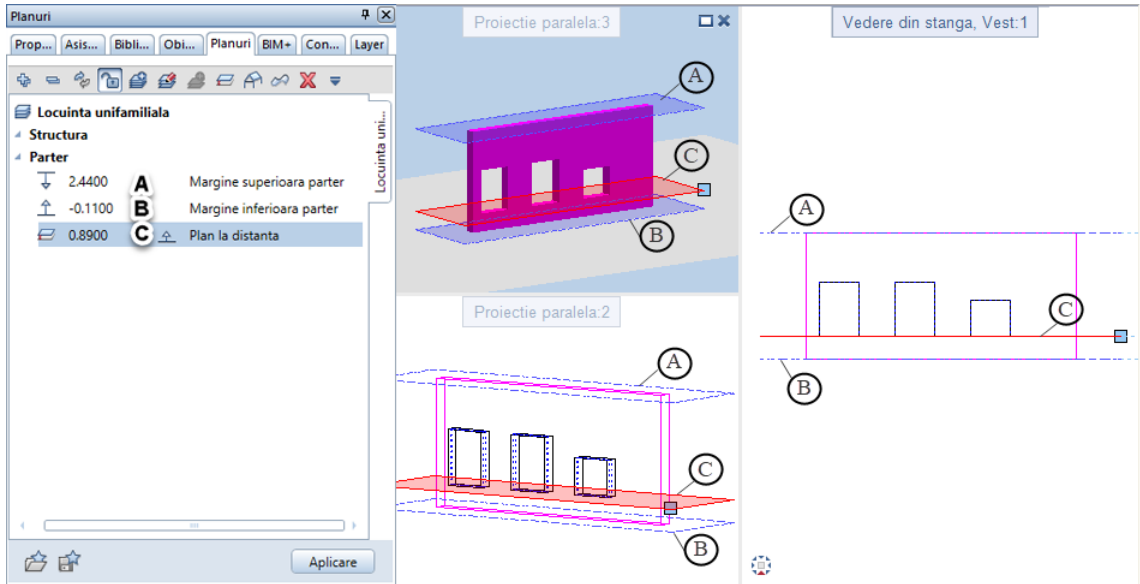 Planuri
Prop... Asis... Bibli... Obi... Planuri BIM+ Con... Layer
Locuinta unifamiliala
Structura
Parter
2.4400 A Margine superioara parter
-0.1100 B Margine inferioara parter
0.8900 C Plan la distanta
Locuinta uni...
Aplicare
Proiectie paralela:3
A
C
B
Proiectie paralela:2
A
C
B
Vedere din stanga, Vest:1
A
C
B